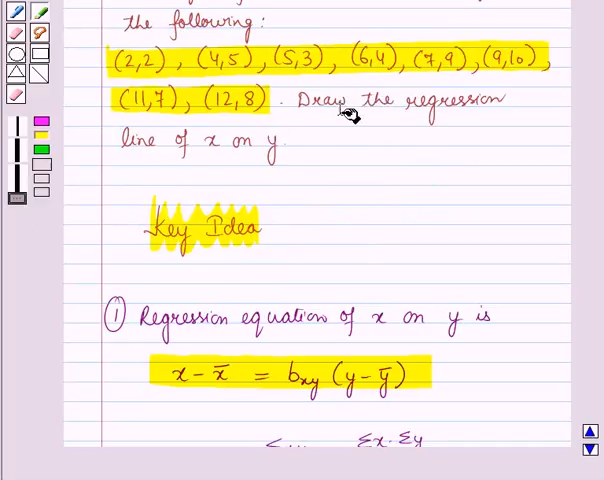 the following:
(2,2) , (4,5) , (5,3) , (6,4) , (7,9) , (9,10) ,
(11,7) , (12,8) . Draw the regression
line of x on y.
Key Idea
① Regression equation of x on y is
x - x̄ = bxy (y - ȳ)
Σx. Σy